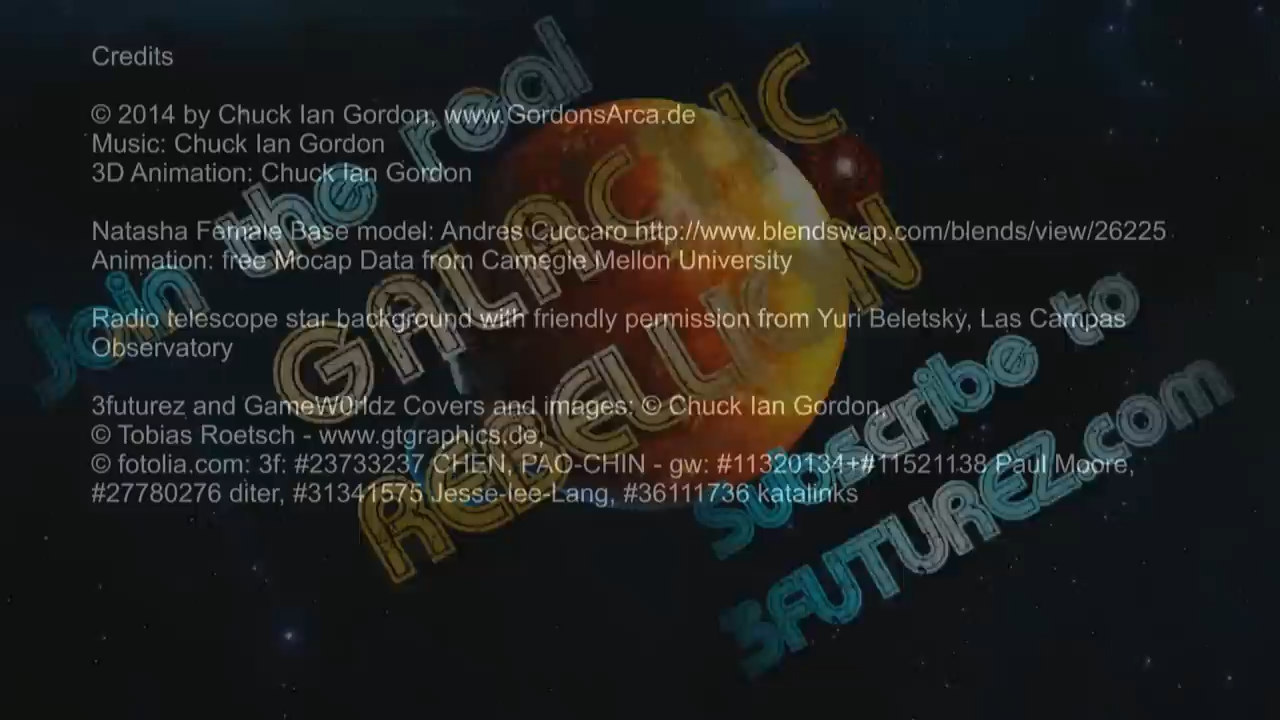 Credits
© 2014 by Chuck Ian Gordon, www.GordonsArca.de
Music: Chuck Ian Gordon
3D Animation: Chuck Ian Gordon
Natasha Female Base model: Andres Cuccaro http://www.blendswap.com/blends/view/26225
Animation: free Mocap Data from Carnegie Mellon University
Radio telescope star background with friendly permission from Yuri Beletsky, Las Campas
Observatory
3futurez and GameW0rldz Covers and images: © Chuck Ian Gordon,
© Tobias Roetsch - www.gtgraphics.de,
© fotolia.com: 3f: #23733237 CHEN, PAO-CHIN - gw: #11320134+#11521138 Paul Moore,
#27780276 diter, #31341575 Jesse-lee-Lang, #36111736 katalinks
Join the real
GALACTIC
REBELLION
Subscribe to
3FUTUREZ.com